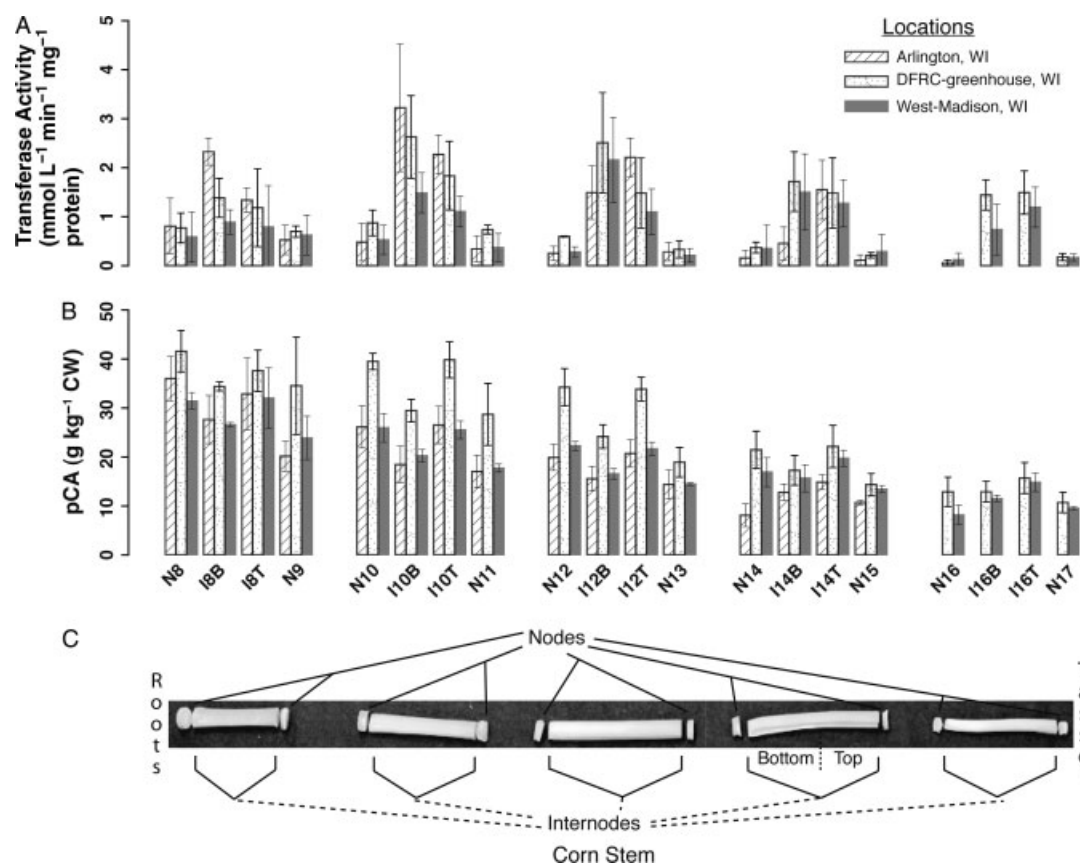 A
Transferase Activity
(mmol L⁻¹ min⁻¹ mg⁻¹
protein)
5
4
3
2
1
0
Locations
Arlington, WI
DFRC-greenhouse, WI
West-Madison, WI
B
pCA (g kg⁻¹ CW)
50
40
30
20
10
0
N8 I8B I8T N9 N10 I10B I10T N11 N12 I12B I12T N13 N14 I14B I14T N15 N16 I16B I16T N17
C
Nodes
Roots
Bottom Top
Internodes
Corn Stem